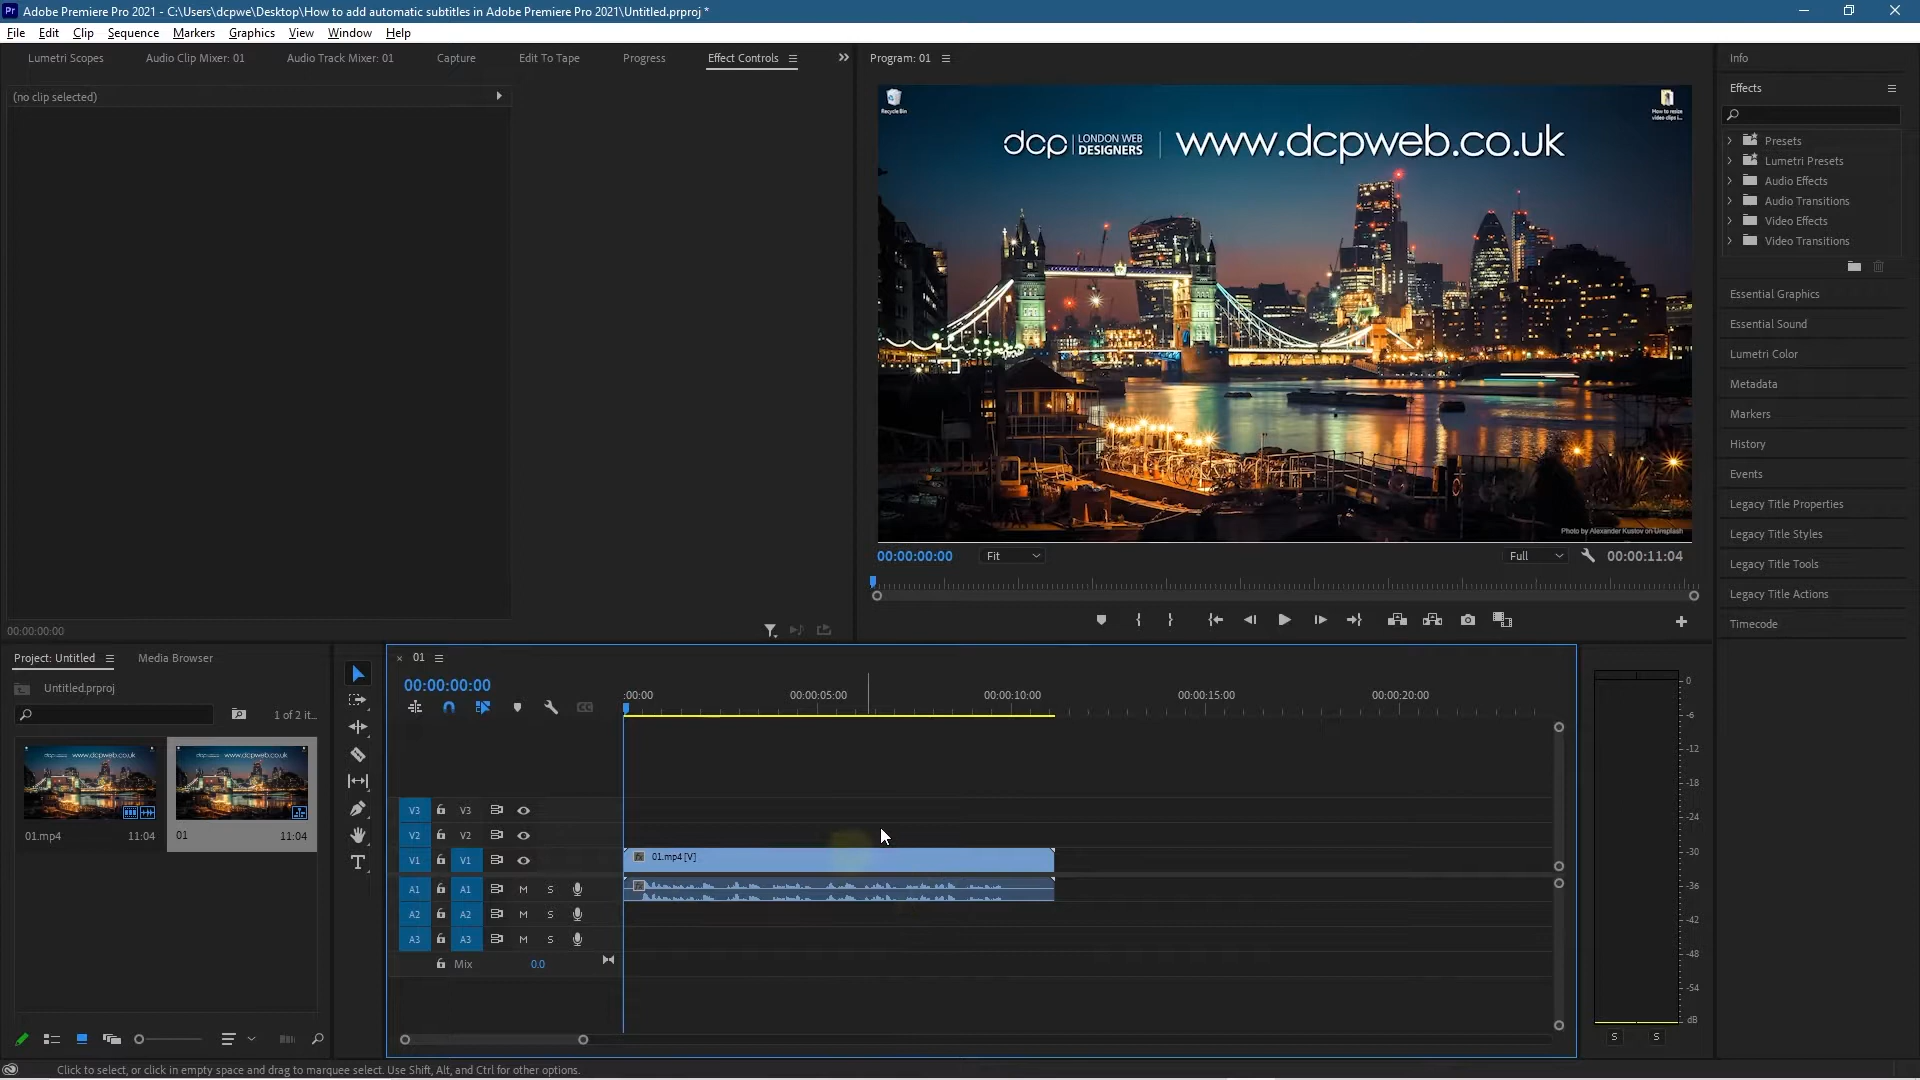 Pr Adobe Premiere Pro 2021 - C:\Users\dcpwe\Desktop\How to add automatic subtitles in Adobe Premiere Pro 2021\Untitled.prproj *
File Edit Clip Sequence Markers Graphics View Window Help
Lumetri Scopes Audio Clip Mixer: 01 Audio Track Mixer: 01 Capture Edit To Tape Progress Effect Controls
(no clip selected)
00:00:00:00
Program: 01
Recycle Bin
How to resize
video clips i...
dcp LONDON WEB DESIGNERS www.dcpweb.co.uk
Photo by Alexander Kustov on Unsplash
00:00:00:00 Fit Full 00:00:11:04
Info
Effects
Presets
Lumetri Presets
Audio Effects
Audio Transitions
Video Effects
Video Transitions
Essential Graphics
Essential Sound
Lumetri Color
Metadata
Markers
History
Events
Legacy Title Properties
Legacy Title Styles
Legacy Title Tools
Legacy Title Actions
Timecode
Project: Untitled Media Browser
Untitled.prproj
1 of 2 it...
01.mp4 11:04
01 11:04
01
00:00:00:00
:00:00 00:00:05:00 00:00:10:00 00:00:15:00 00:00:20:00
V3 V3
V2 V2
V1 V1
01.mp4 [V]
A1 A1 M S
A2 A2 M S
A3 A3 M S
Mix 0.0
0
-6
-12
-18
-24
-30
-36
-42
-48
-54
dB
S S
Click to select, or click in empty space and drag to marquee select. Use Shift, Alt, and Ctrl for other options.